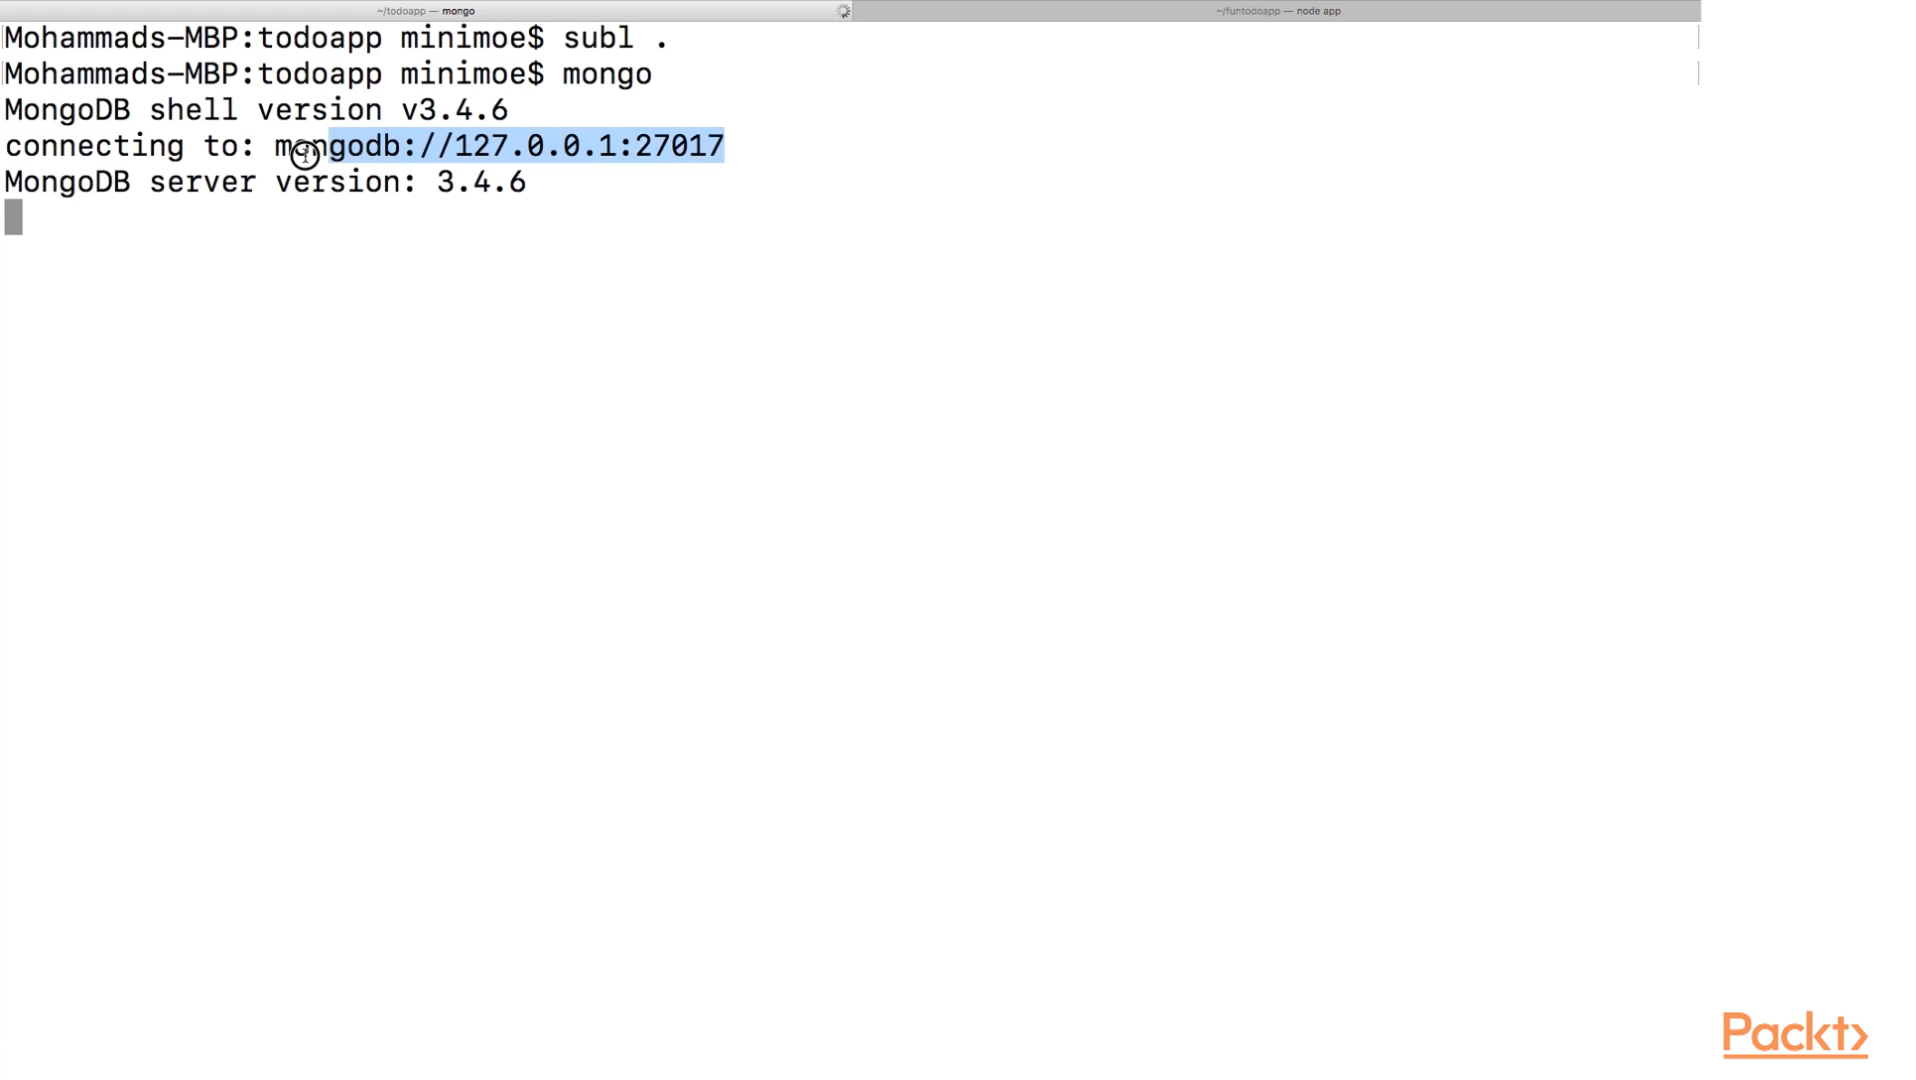 ~/todoapp — mongo
~/funtodoapp — node app
Mohammads-MBP:todoapp minimoe$ subl .
Mohammads-MBP:todoapp minimoe$ mongo
MongoDB shell version v3.4.6
connecting to: mongodb://127.0.0.1:27017
MongoDB server version: 3.4.6
Packt>